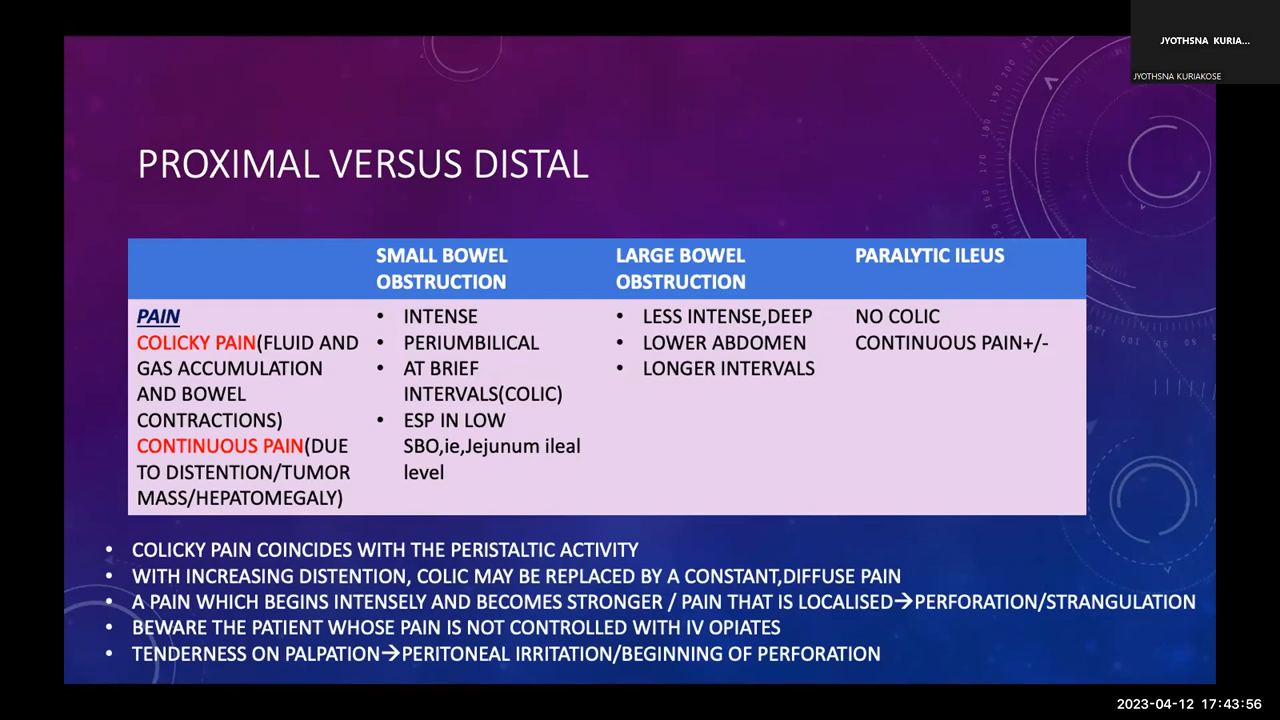 JYOTHSNA KURIA...
JYOTHSNA KURIAKOSE
PROXIMAL VERSUS DISTAL
SMALL BOWEL
OBSTRUCTION
LARGE BOWEL
OBSTRUCTION
PARALYTIC ILEUS
PAIN
COLICKY PAIN(FLUID AND
GAS ACCUMULATION
AND BOWEL
CONTRACTIONS)
CONTINUOUS PAIN(DUE
TO DISTENTION/TUMOR
MASS/HEPATOMEGALY)
• INTENSE
• PERIUMBILICAL
• AT BRIEF
INTERVALS(COLIC)
• ESP IN LOW
SBO,ie,Jejunum ileal
level
• LESS INTENSE,DEEP
• LOWER ABDOMEN
• LONGER INTERVALS
NO COLIC
CONTINUOUS PAIN+/-
• COLICKY PAIN COINCIDES WITH THE PERISTALTIC ACTIVITY
• WITH INCREASING DISTENTION, COLIC MAY BE REPLACED BY A CONSTANT,DIFFUSE PAIN
• A PAIN WHICH BEGINS INTENSELY AND BECOMES STRONGER / PAIN THAT IS LOCALISED→PERFORATION/STRANGULATION
• BEWARE THE PATIENT WHOSE PAIN IS NOT CONTROLLED WITH IV OPIATES
• TENDERNESS ON PALPATION→PERITONEAL IRRITATION/BEGINNING OF PERFORATION
2023-04-12 17:43:56